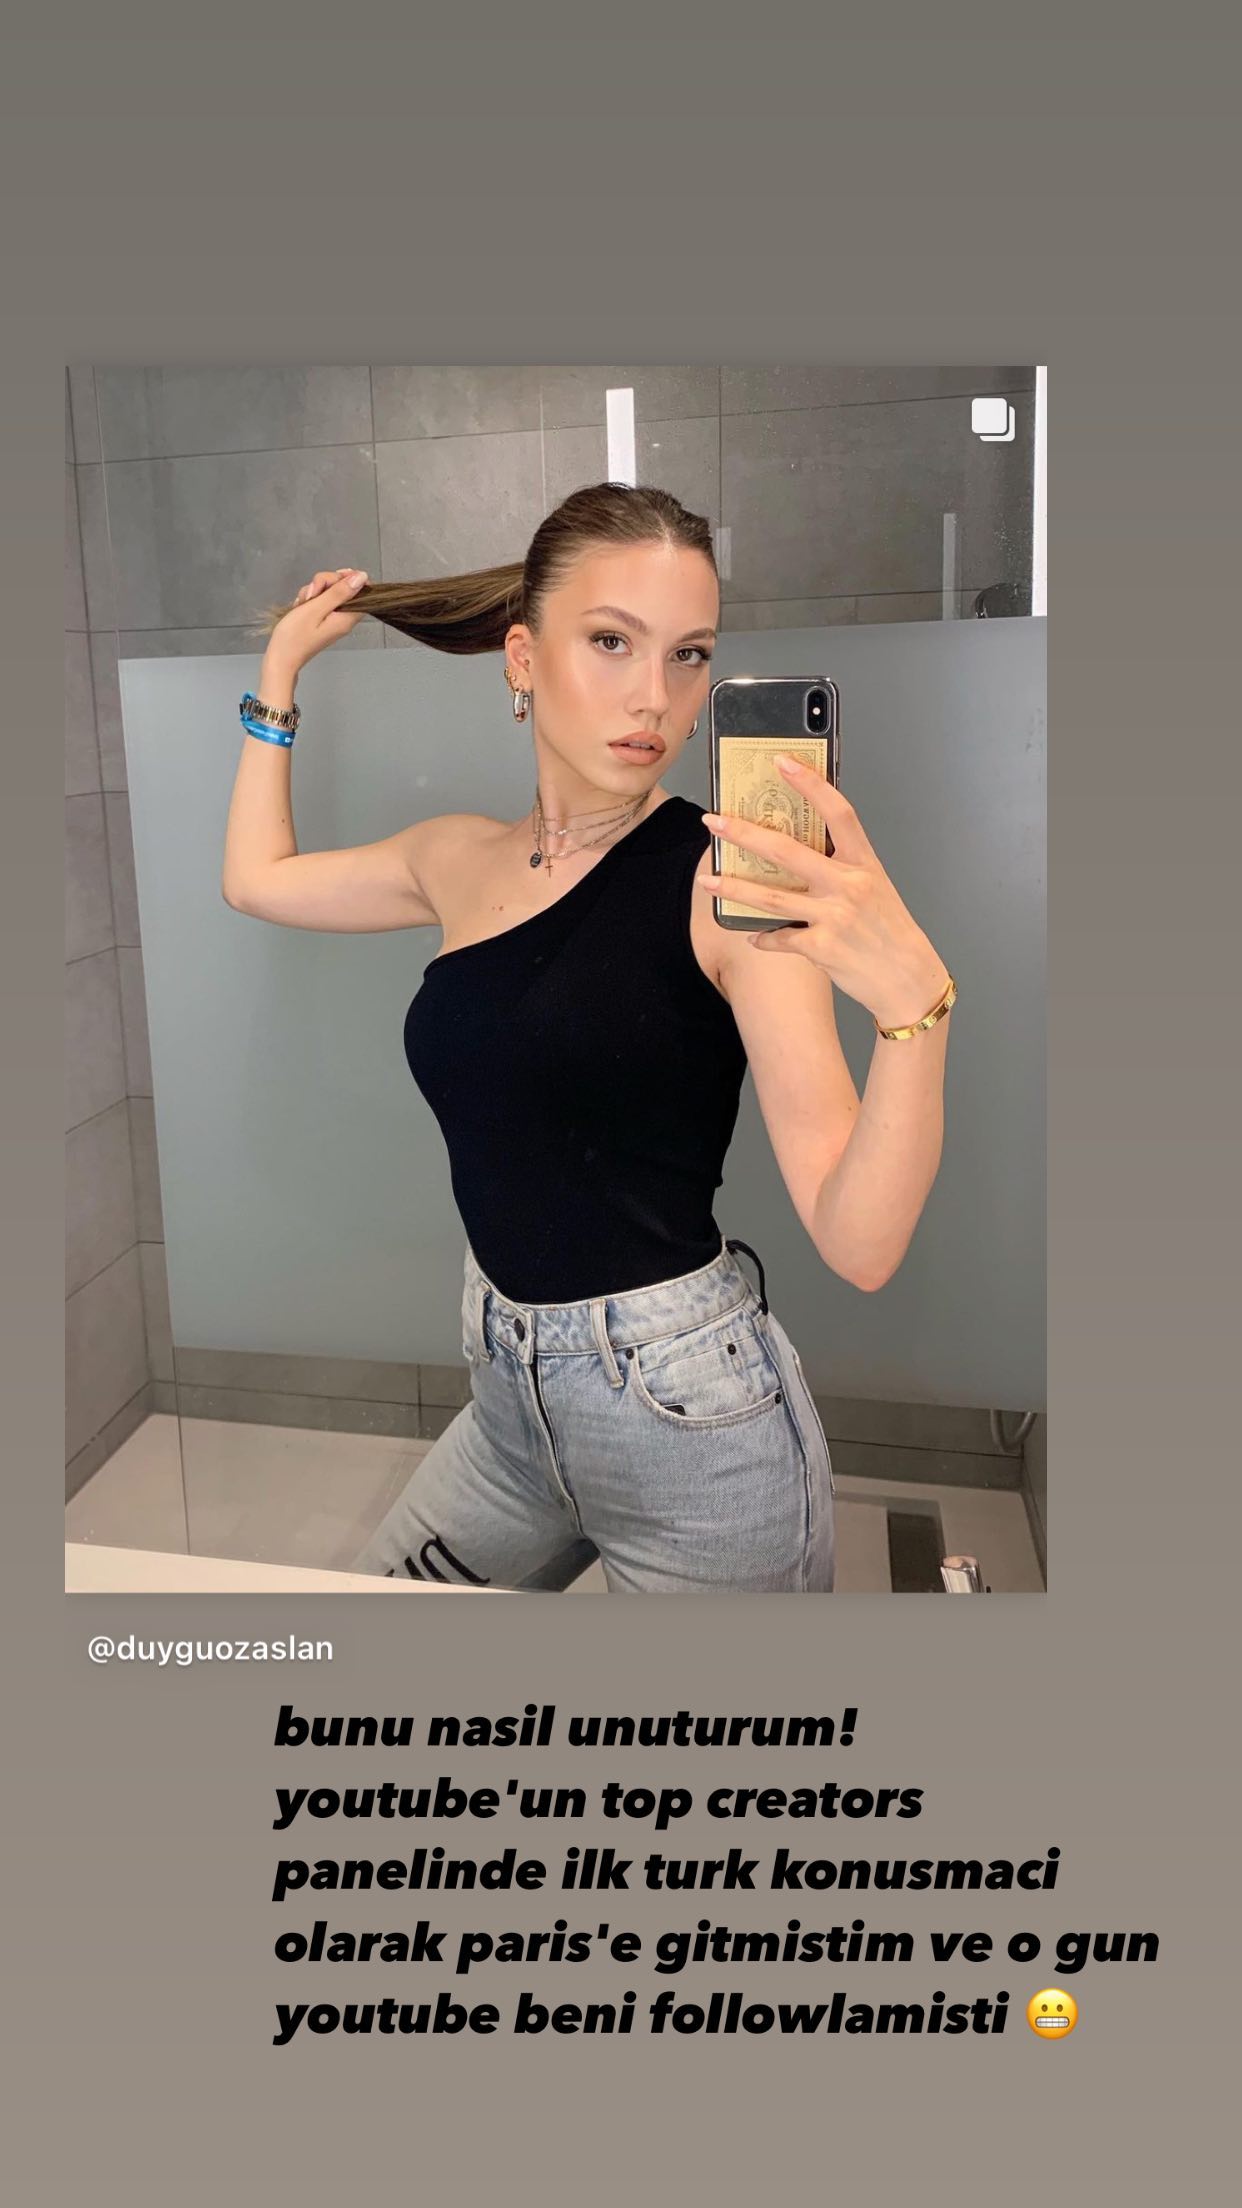 @duyguozaslan
bunu nasil unuturum!
youtube'un top creators
panelinde ilk turk konusmaci
olarak paris'e gitmistim ve o gun
youtube beni followlamisti 😬